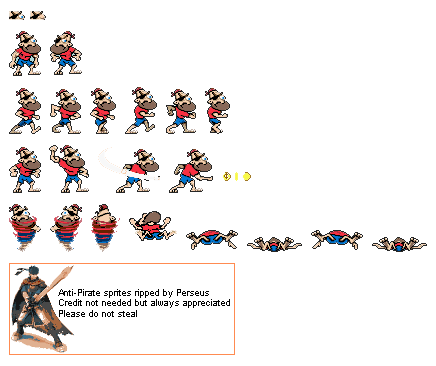 Anti-Pirate sprites ripped by Perseus
Credit not needed but always appreciated
Please do not steal